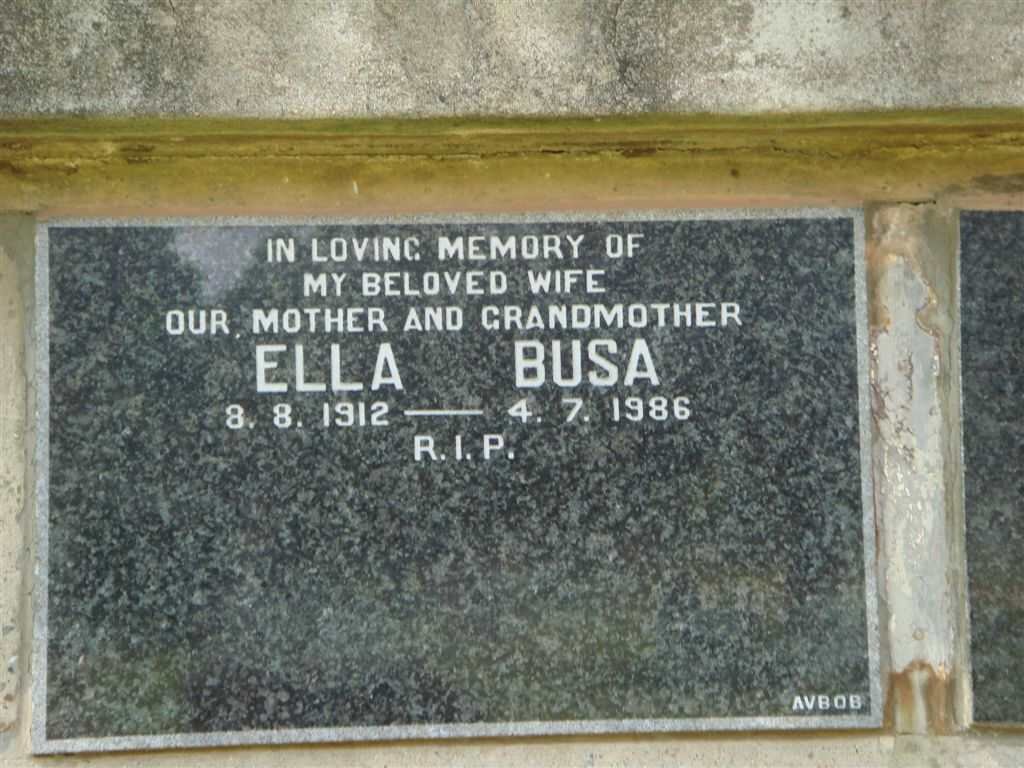 IN LOVING MEMORY OF
MY BELOVED WIFE
OUR MOTHER AND GRANDMOTHER
ELLA BUSA
8. 8. 1912 — 4. 7. 1986
R.I.P.
AVBOB